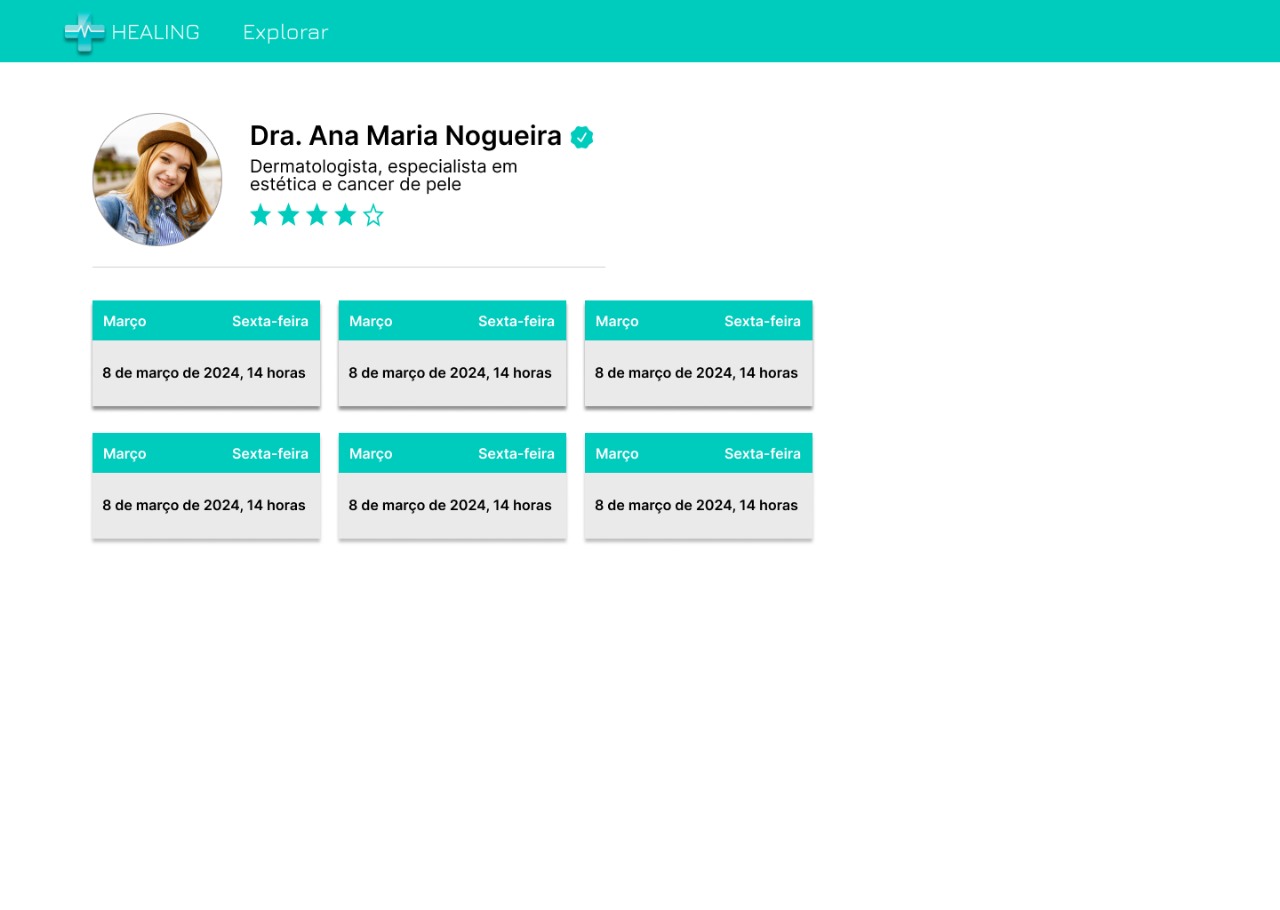 HEALING Explorar
Dra. Ana Maria Nogueira
Dermatologista, especialista em
estética e cancer de pele
Março Sexta-feira
8 de março de 2024, 14 horas
Março Sexta-feira
8 de março de 2024, 14 horas
Março Sexta-feira
8 de março de 2024, 14 horas
Março Sexta-feira
8 de março de 2024, 14 horas
Março Sexta-feira
8 de março de 2024, 14 horas
Março Sexta-feira
8 de março de 2024, 14 horas